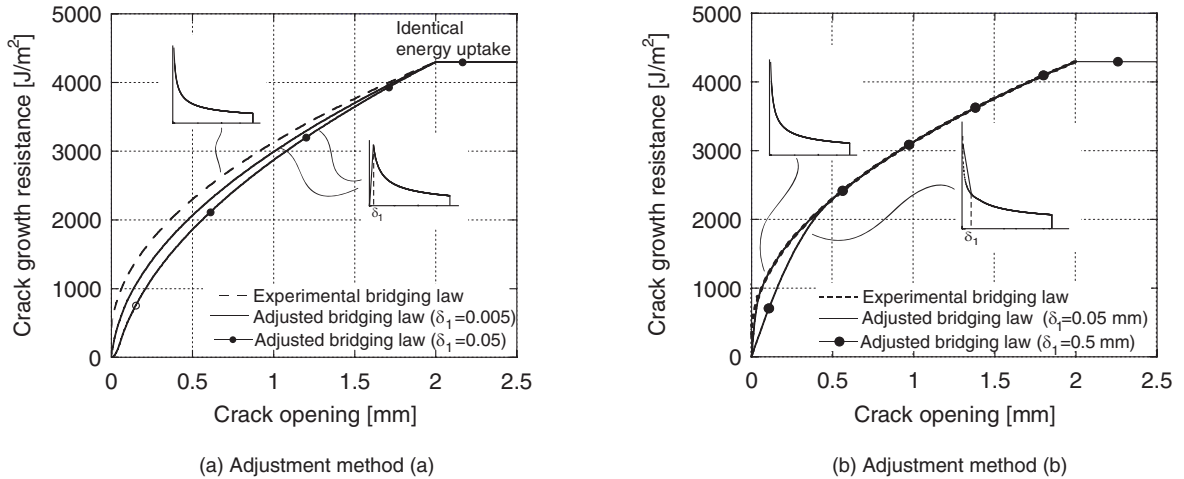 Crack growth resistance [J/m²]
5000
4000
3000
2000
1000
0
Identical
energy uptake
δ₁
Experimental bridging law
Adjusted bridging law (δ₁=0.005)
Adjusted bridging law (δ₁=0.05)
0 0.5 1 1.5 2 2.5
Crack opening [mm]
(a) Adjustment method (a)
Crack growth resistance [J/m²]
5000
4000
3000
2000
1000
0
δ₁
Experimental bridging law
Adjusted bridging law (δ₁=0.05 mm)
Adjusted bridging law (δ₁=0.5 mm)
0 0.5 1 1.5 2 2.5
Crack opening [mm]
(b) Adjustment method (b)